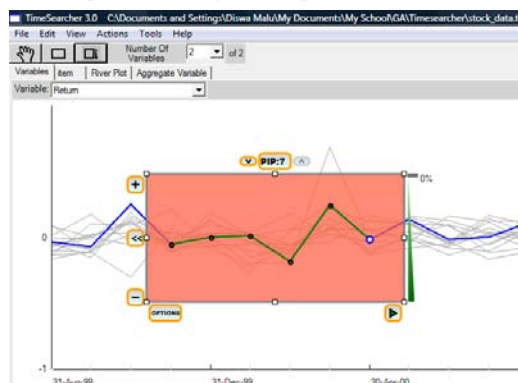 TimeSearcher 3.0 C:\Documents and Settings\Diswa Malu\My Documents\My School\GA\Timesearcher\stock_data.t
File Edit View Actions Tools Help
Number Of Variables 2 of 2
Variables Item River Plot Aggregate Variable
Variable: Return
PIP:7
+
0%
0
<<
−
OPTIONS
-1
31-Aug-99 31-Dec-99 30-Apr-00